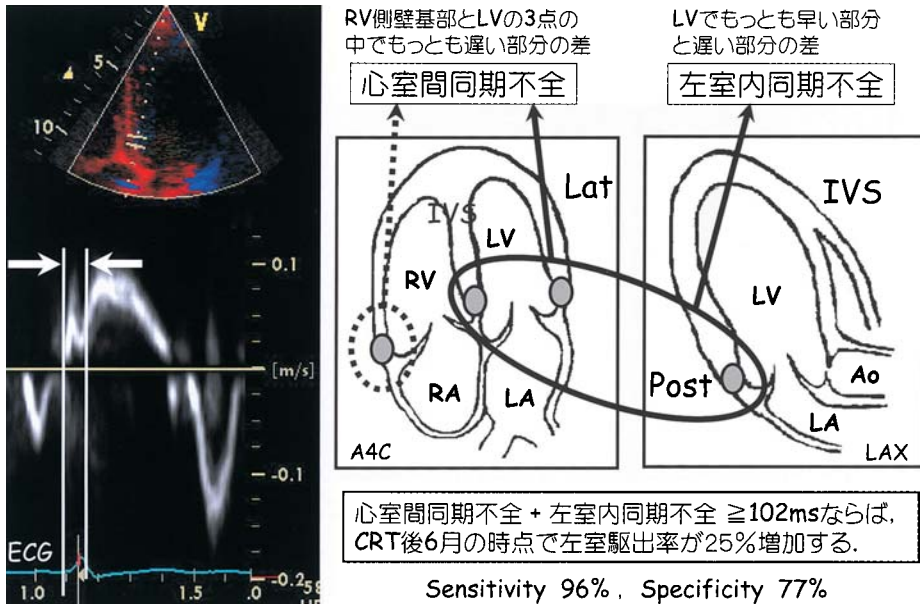 V
5
10
0.1
[m/s]
-0.1
-0.2
ECG
1.0
1.5
.0
RV側壁基部とLVの3点の
中でもっとも遅い部分の差
心室間同期不全
LVでもっとも早い部分
と遅い部分の差
左室内同期不全
Lat
IVS
LV
RV
RA
LA
A4C
IVS
LV
Post
Ao
LA
LAX
心室間同期不全 + 左室内同期不全 ≧102msならば,
CRT後6月の時点で左室駆出率が25%増加する.
Sensitivity 96%, Specificity 77%